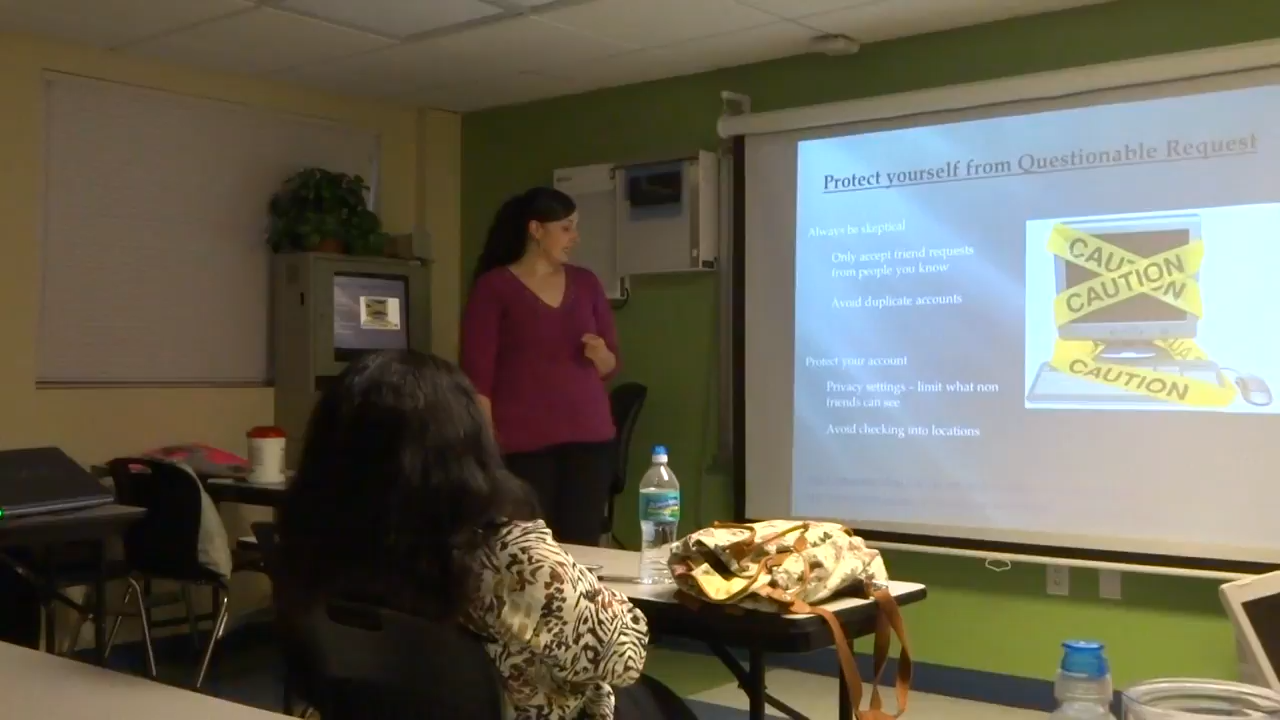 Protect yourself from Questionable Request
Always be skeptical
Only accept friend requests
from people you know
Avoid duplicate accounts
Protect your account
Privacy settings – limit what non
friends can see
Avoid checking into locations
CAUTION
CAUTION
CAUTION